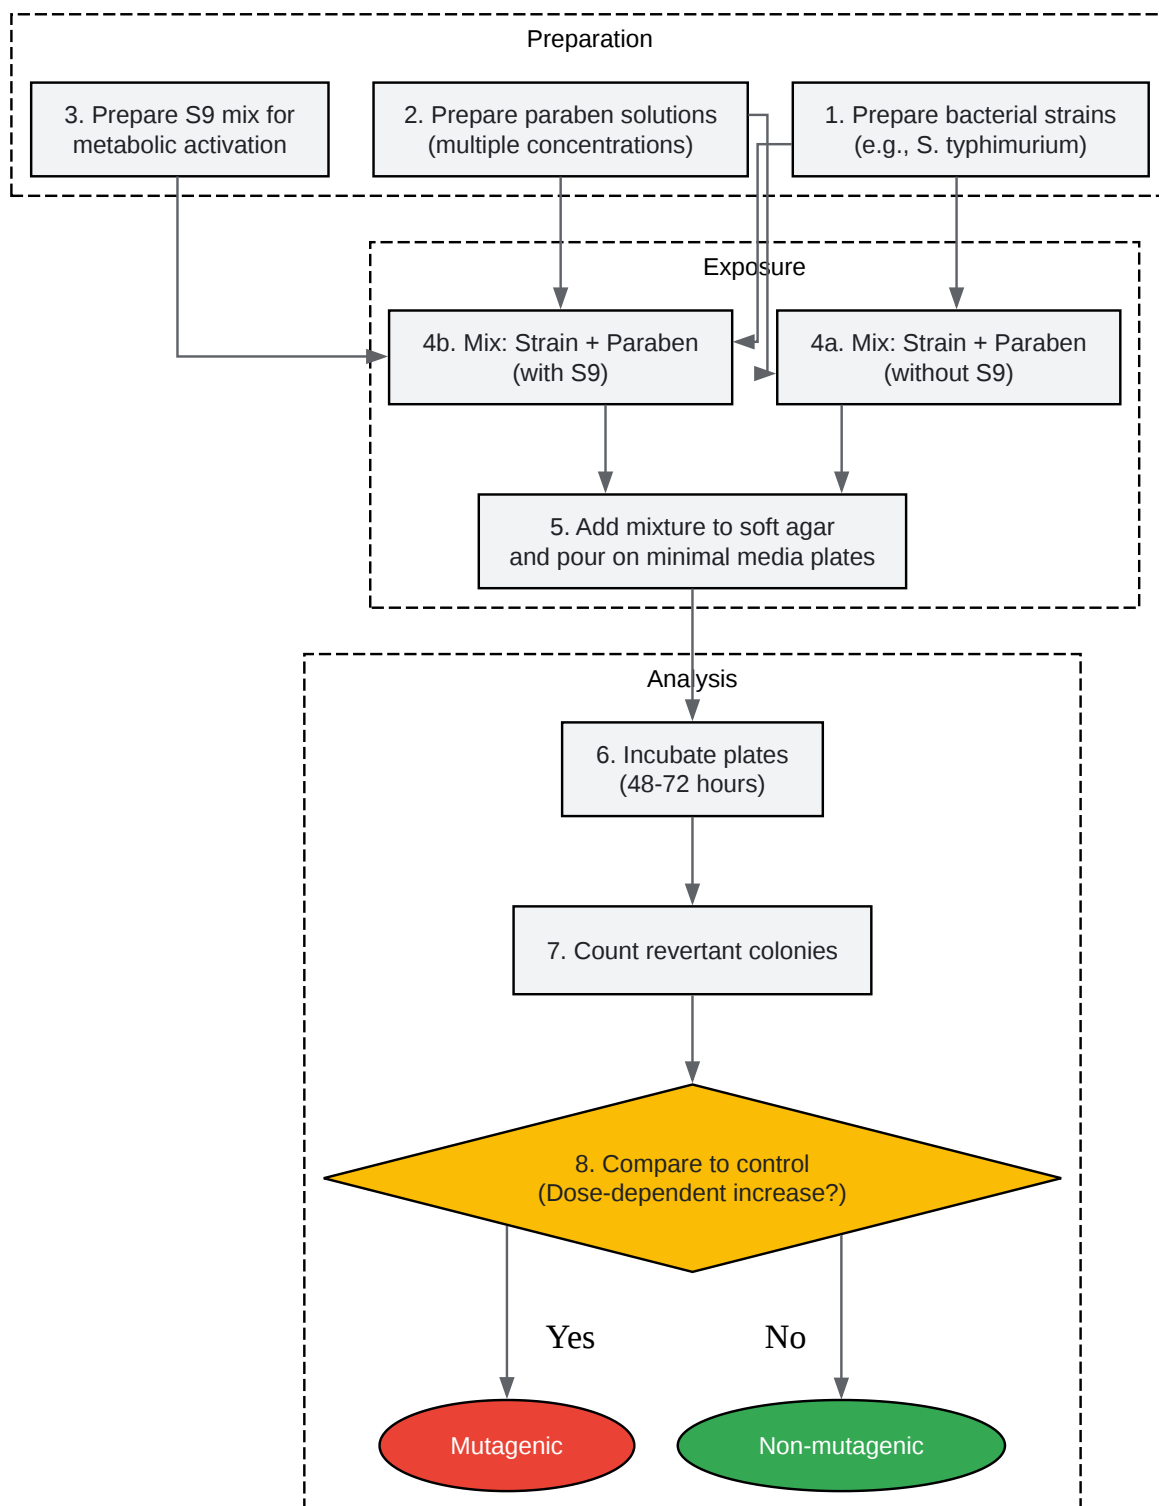 Preparation
3. Prepare S9 mix for
metabolic activation
2. Prepare paraben solutions
(multiple concentrations)
1. Prepare bacterial strains
(e.g., S. typhimurium)
Exposure
4b. Mix: Strain + Paraben
(with S9)
4a. Mix: Strain + Paraben
(without S9)
5. Add mixture to soft agar
and pour on minimal media plates
Analysis
6. Incubate plates
(48-72 hours)
7. Count revertant colonies
8. Compare to control
(Dose-dependent increase?)
Yes
No
Mutagenic
Non-mutagenic